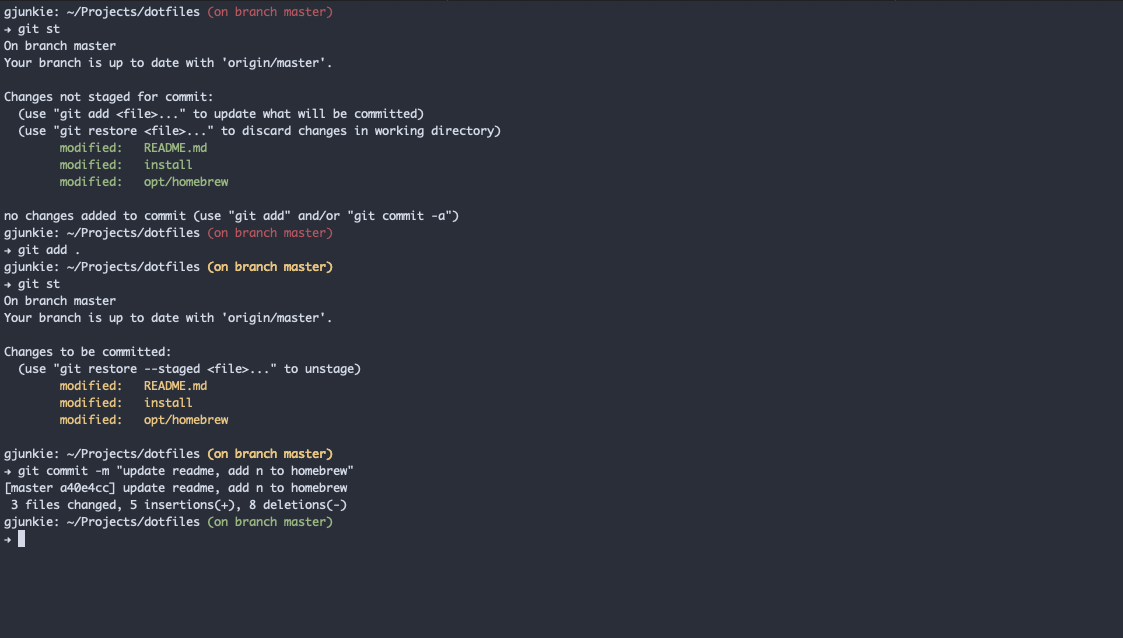 gjunkie: ~/Projects/dotfiles (on branch master)
→ git st
On branch master
Your branch is up to date with 'origin/master'.

Changes not staged for commit:
  (use "git add <file>..." to update what will be committed)
  (use "git restore <file>..." to discard changes in working directory)
        modified:   README.md
        modified:   install
        modified:   opt/homebrew

no changes added to commit (use "git add" and/or "git commit -a")
gjunkie: ~/Projects/dotfiles (on branch master)
→ git add .
gjunkie: ~/Projects/dotfiles (on branch master)
→ git st
On branch master
Your branch is up to date with 'origin/master'.

Changes to be committed:
  (use "git restore --staged <file>..." to unstage)
        modified:   README.md
        modified:   install
        modified:   opt/homebrew

gjunkie: ~/Projects/dotfiles (on branch master)
→ git commit -m "update readme, add n to homebrew"
[master a40e4cc] update readme, add n to homebrew
 3 files changed, 5 insertions(+), 8 deletions(-)
gjunkie: ~/Projects/dotfiles (on branch master)
→